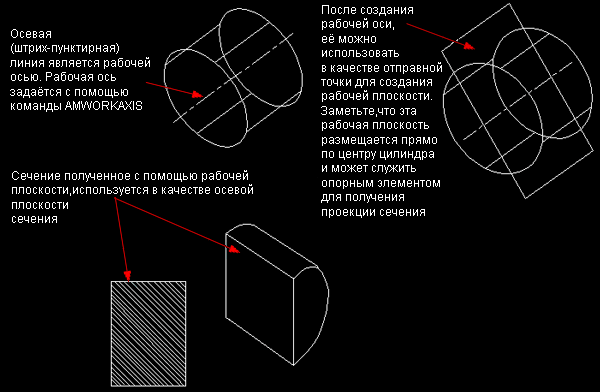 Осевая
(штрих-пунктирная)
линия является рабочей
осью. Рабочая ось
задаётся с помощью
команды AMWORKAXIS
После создания
рабочей оси,
её можно
использовать
в качестве отправной
точки для создания
рабочей плоскости.
Заметьте,что эта
рабочая плоскость
размещается прямо
по центру цилиндра
и может служить
опорным элементом
для получения
проекции сечения
Сечение полученное с помощью рабочей
плоскости,используется в качестве осевой
плоскости
сечения